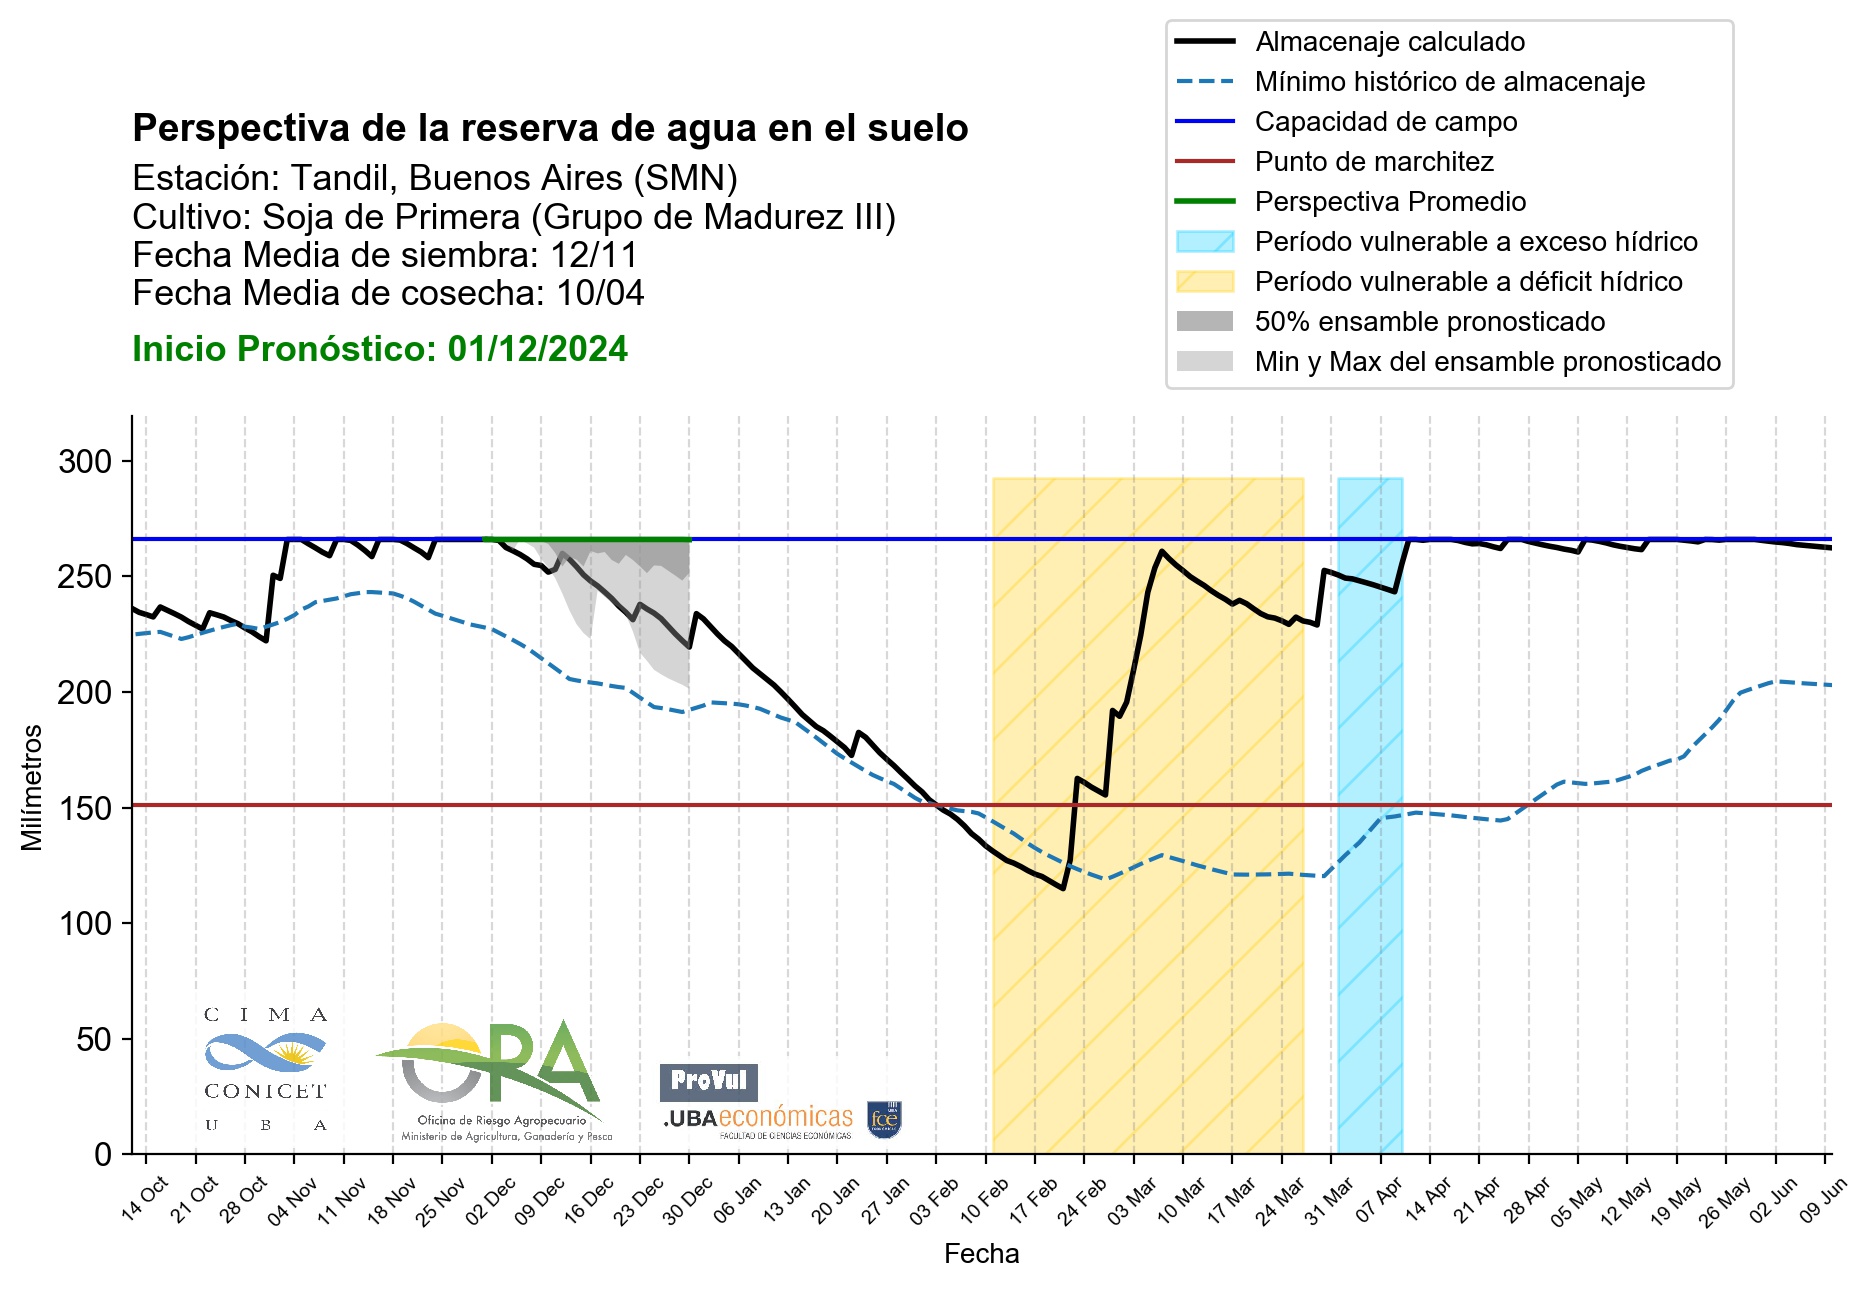 Almacenaje calculado
Mínimo histórico de almacenaje
Capacidad de campo
Punto de marchitez
Perspectiva Promedio
Período vulnerable a exceso hídrico
Período vulnerable a déficit hídrico
50% ensamble pronosticado
Min y Max del ensamble pronosticado
Perspectiva de la reserva de agua en el suelo
Estación: Tandil, Buenos Aires (SMN)
Cultivo: Soja de Primera (Grupo de Madurez III)
Fecha Media de siembra: 12/11
Fecha Media de cosecha: 10/04
Inicio Pronóstico: 01/12/2024
300
250
200
150
100
50
0
Milímetros
CIMA
CONICET
UBA
ORA
Oficina de Riesgo Agropecuario
Ministerio de Agricultura, Ganadería y Pesca
ProVul
.UBAeconómicas
FACULTAD DE CIENCIAS ECONÓMICAS
UBA
fce
14 Oct 21 Oct 28 Oct 04 Nov 11 Nov 18 Nov 25 Nov 02 Dec 09 Dec 16 Dec 23 Dec 30 Dec 06 Jan 13 Jan 20 Jan 27 Jan 03 Feb 10 Feb 17 Feb 24 Feb 03 Mar 10 Mar 17 Mar 24 Mar 31 Mar 07 Apr 14 Apr 21 Apr 28 Apr 05 May 12 May 19 May 26 May 02 Jun 09 Jun
Fecha